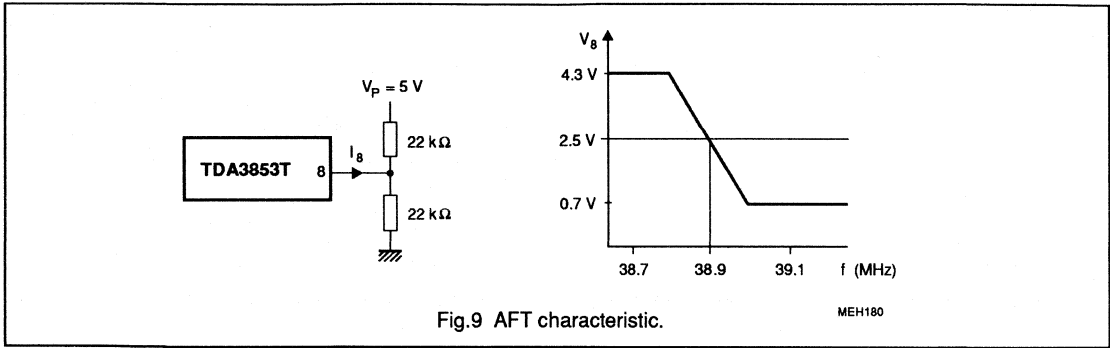 V_P = 5 V
22 kΩ
TDA3853T 8 I_8
22 kΩ
V_8
4.3 V
2.5 V
0.7 V
38.7 38.9 39.1 f (MHz)
Fig.9 AFT characteristic.
MEH180